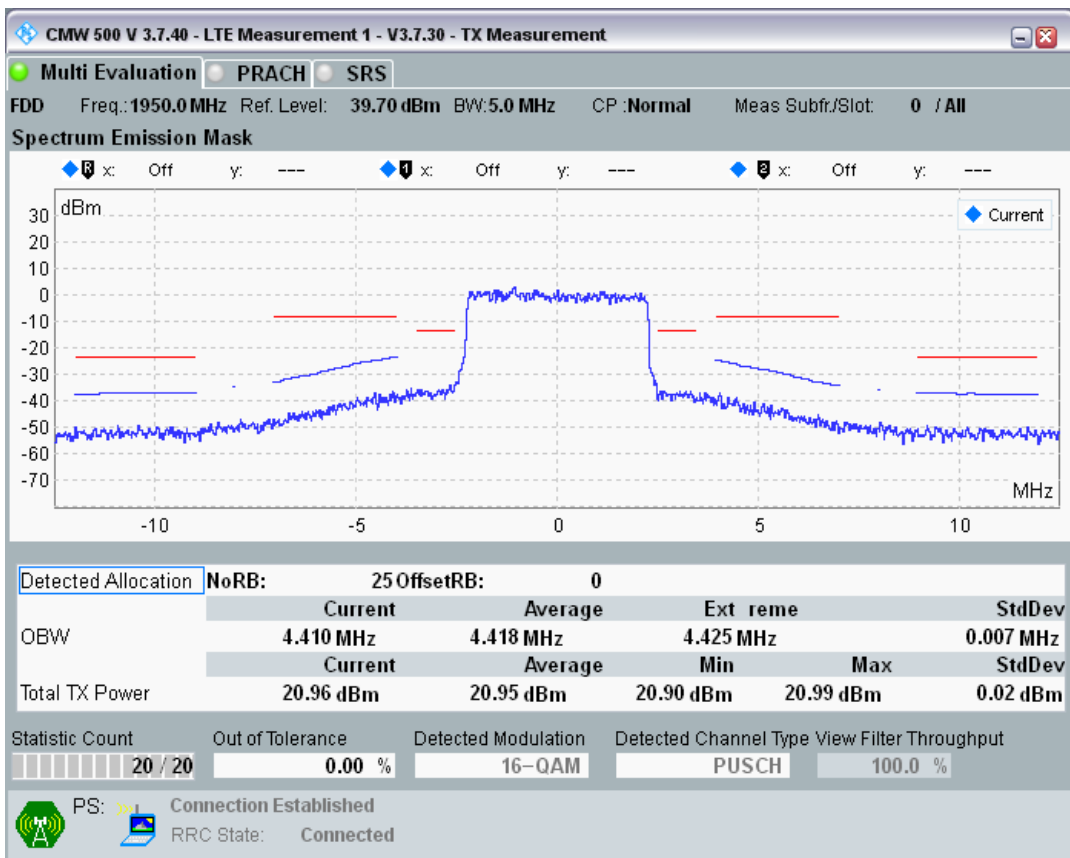 CMW 500 V 3.7.40 - LTE Measurement 1 - V3.7.30 - TX Measurement
Multi Evaluation PRACH SRS
FDD Freq.: 1950.0 MHz Ref. Level: 39.70 dBm BW: 5.0 MHz CP : Normal Meas Subfr./Slot: 0 / All
Spectrum Emission Mask
R x: Off y: --- 1 x: Off y: --- 2 x: Off y: ---
dBm
Current
30
20
10
0
-10
-20
-30
-40
-50
-60
-70
MHz
-10 -5 0 5 10
Detected Allocation NoRB: 25 OffsetRB: 0
Current Average Ext reme StdDev
OBW 4.410 MHz 4.418 MHz 4.425 MHz 0.007 MHz
Current Average Min Max StdDev
Total TX Power 20.96 dBm 20.95 dBm 20.90 dBm 20.99 dBm 0.02 dBm
Statistic Count Out of Tolerance Detected Modulation Detected Channel Type View Filter Throughput
20 / 20 0.00 % 16-QAM PUSCH 100.0 %
PS: Connection Established
RRC State: Connected